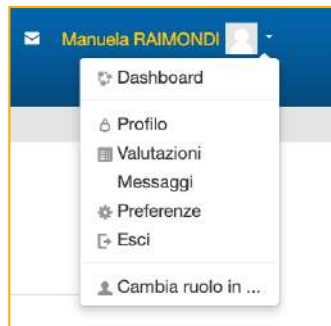 Manuela RAIMONDI
Dashboard
Profilo
Valutazioni
Messaggi
Preferenze
Esci
Cambia ruolo in ...